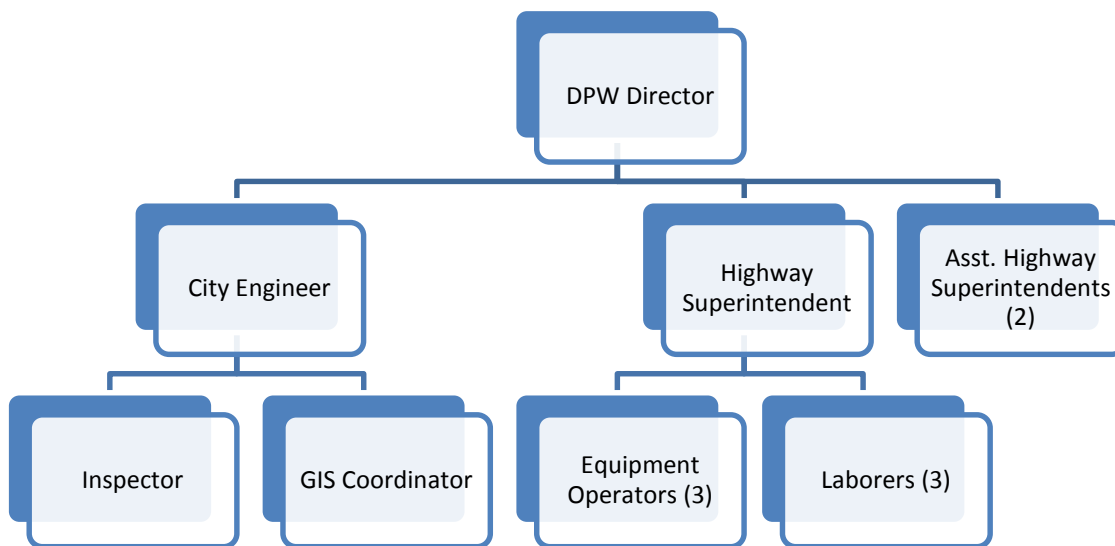 DPW Director
City Engineer
Highway
Superintendent
Asst. Highway
Superintendents
(2)
Inspector
GIS Coordinator
Equipment
Operators (3)
Laborers (3)